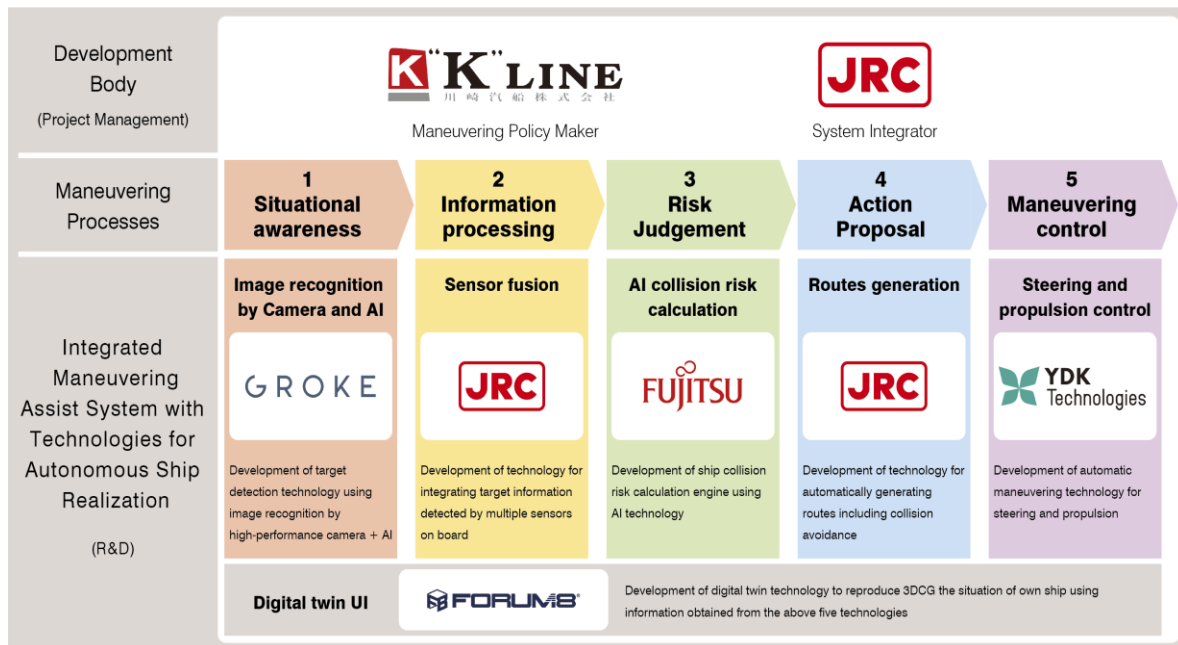 Development
Body
(Project Management)
K "K" LINE
川崎汽船株式会社
Maneuvering Policy Maker
JRC
System Integrator
Maneuvering
Processes
1
Situational
awareness
2
Information
processing
3
Risk
Judgement
4
Action
Proposal
5
Maneuvering
control
Integrated
Maneuvering
Assist System with
Technologies for
Autonomous Ship
Realization
(R&D)
Image recognition
by Camera and AI
GROKE
Development of target
detection technology using
image recognition by
high-performance camera + AI
Sensor fusion
JRC
Development of technology for
integrating target information
detected by multiple sensors
on board
AI collision risk
calculation
FUJITSU
Development of ship collision
risk calculation engine using
AI technology
Routes generation
JRC
Development of technology for
automatically generating
routes including collision
avoidance
Steering and
propulsion control
YDK
Technologies
Development of automatic
maneuvering technology for
steering and propulsion
Digital twin UI
FORUM8®
Development of digital twin technology to reproduce 3DCG the situation of own ship using
information obtained from the above five technologies